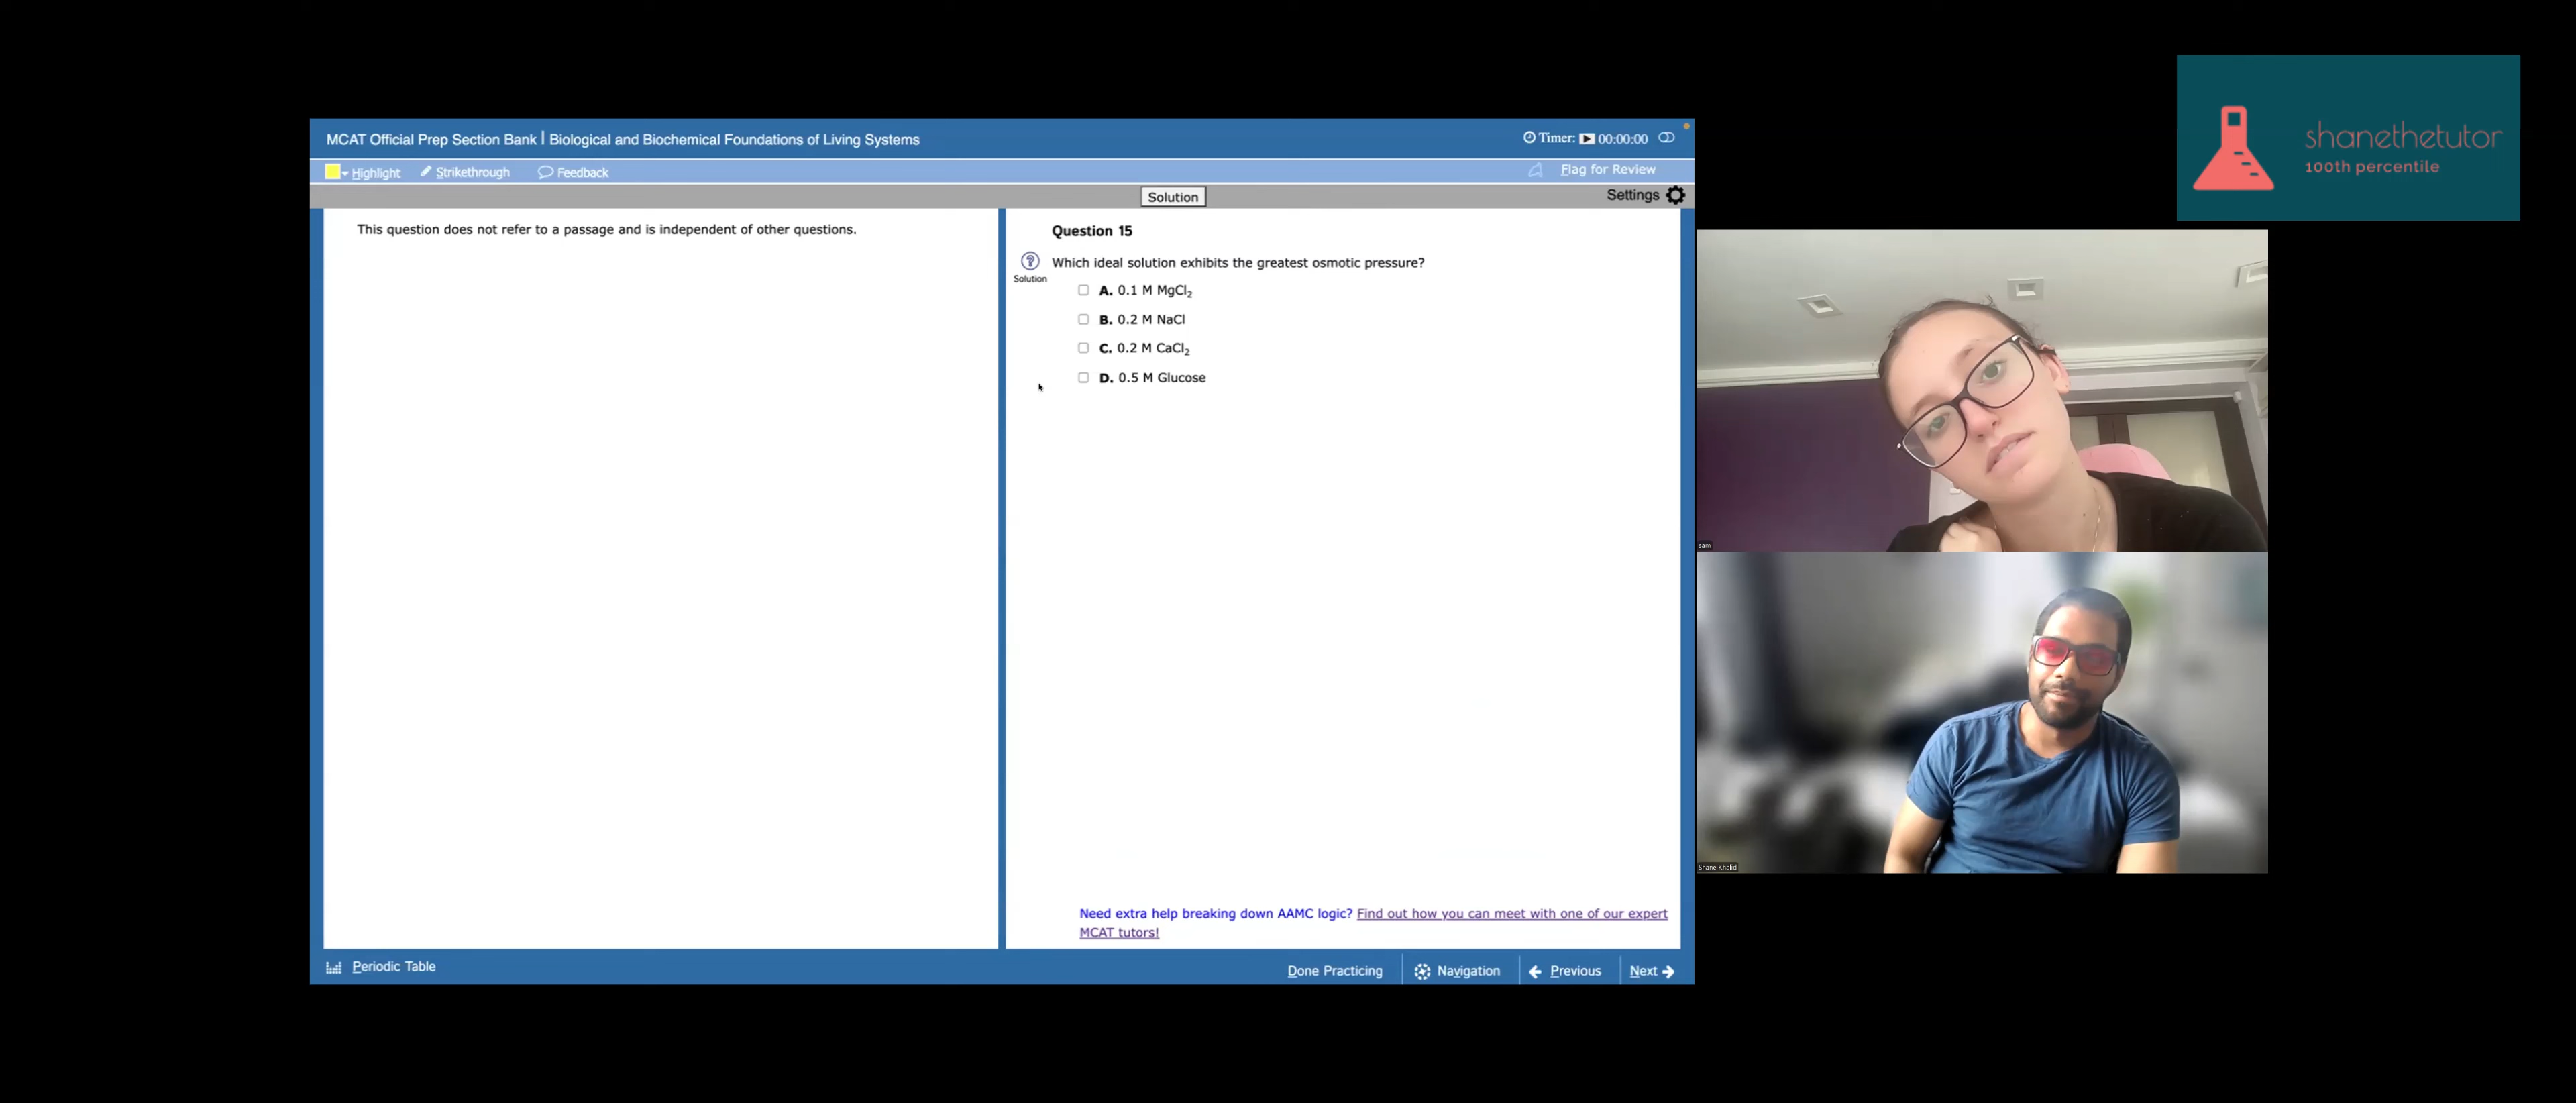 MCAT Official Prep Section Bank | Biological and Biochemical Foundations of Living Systems
Timer: 00:00:00
Highlight
Strikethrough
Feedback
Flag for Review
Solution
Settings
This question does not refer to a passage and is independent of other questions.
Question 15
Solution
Which ideal solution exhibits the greatest osmotic pressure?
A. 0.1 M MgCl₂
B. 0.2 M NaCl
C. 0.2 M CaCl₂
D. 0.5 M Glucose
Need extra help breaking down AAMC logic? Find out how you can meet with one of our expert
MCAT tutors!
Periodic Table
Done Practicing
Navigation
Previous
Next
shanethetutor
100th percentile
sam
Shane Khalid